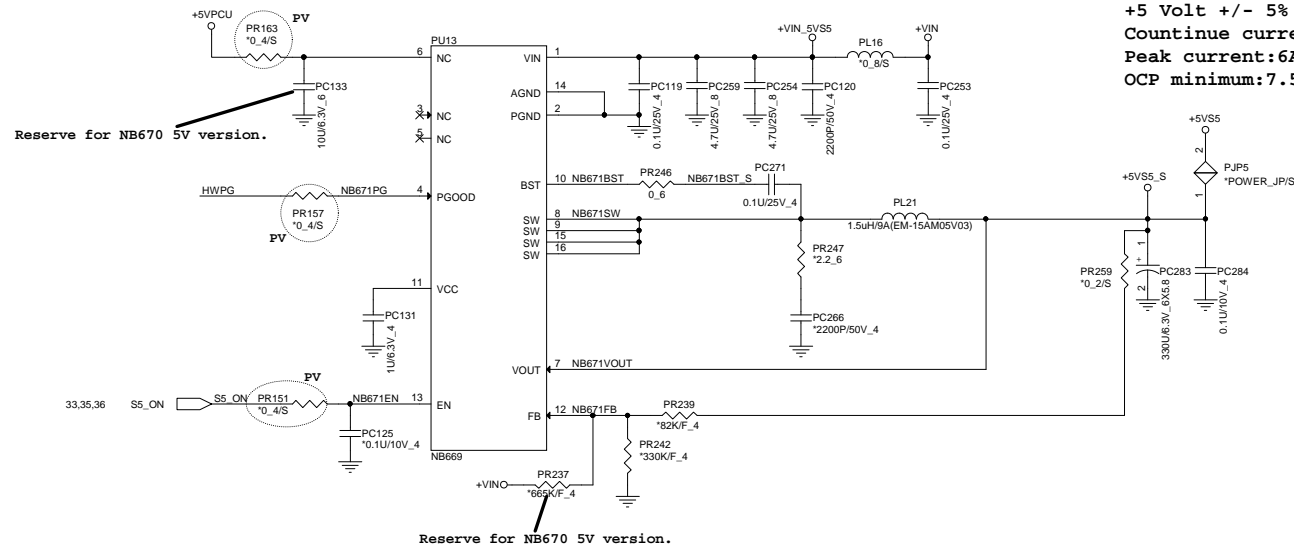 +5 Volt +/- 5%
Countinue curre
Peak current:6A
OCP minimum:7.5
+5VPCU
PV
PR163
*0_4/S
PC133
10U/6.3V_6
Reserve for NB670 5V version.
PU13
6
NC
3
NC
5
NC
HWPG
NB671PG
4
PGOOD
PR157
*0_4/S
PV
11
VCC
PC131
1U/6.3V_4
PV
33,35,36
S5_ON
S5_ON
PR151
*0_4/S
NB671EN
13
EN
PC125
*0.1U/10V_4
NB669
VIN
1
AGND
14
PGND
2
+VIN_5VS5
+VIN
PL16
*0_8/S
PC119
0.1U/25V_4
PC259
4.7U/25V_8
PC254
4.7U/25V_8
PC120
2200P/50V_4
PC253
0.1U/25V_4
BST
10
NB671BST
PR246
0_6
NB671BST_S
PC271
0.1U/25V_4
SW
8
NB671SW
SW
9
SW
15
SW
16
PL21
1.5uH/9A(EM-15AM05V03)
PR247
*2.2_6
PC266
*2200P/50V_4
VOUT
7
NB671VOUT
FB
12
NB671FB
PR239
*82K/F_4
PR242
*330K/F_4
+VIN
PR237
*665K/F_4
Reserve for NB670 5V version.
+5VS5
2
PJP5
*POWER_JP/S
1
+5VS5_S
PR259
*0_2/S
1
+
PC283
2
330U/6.3V_6X5.8
PC284
0.1U/10V_4